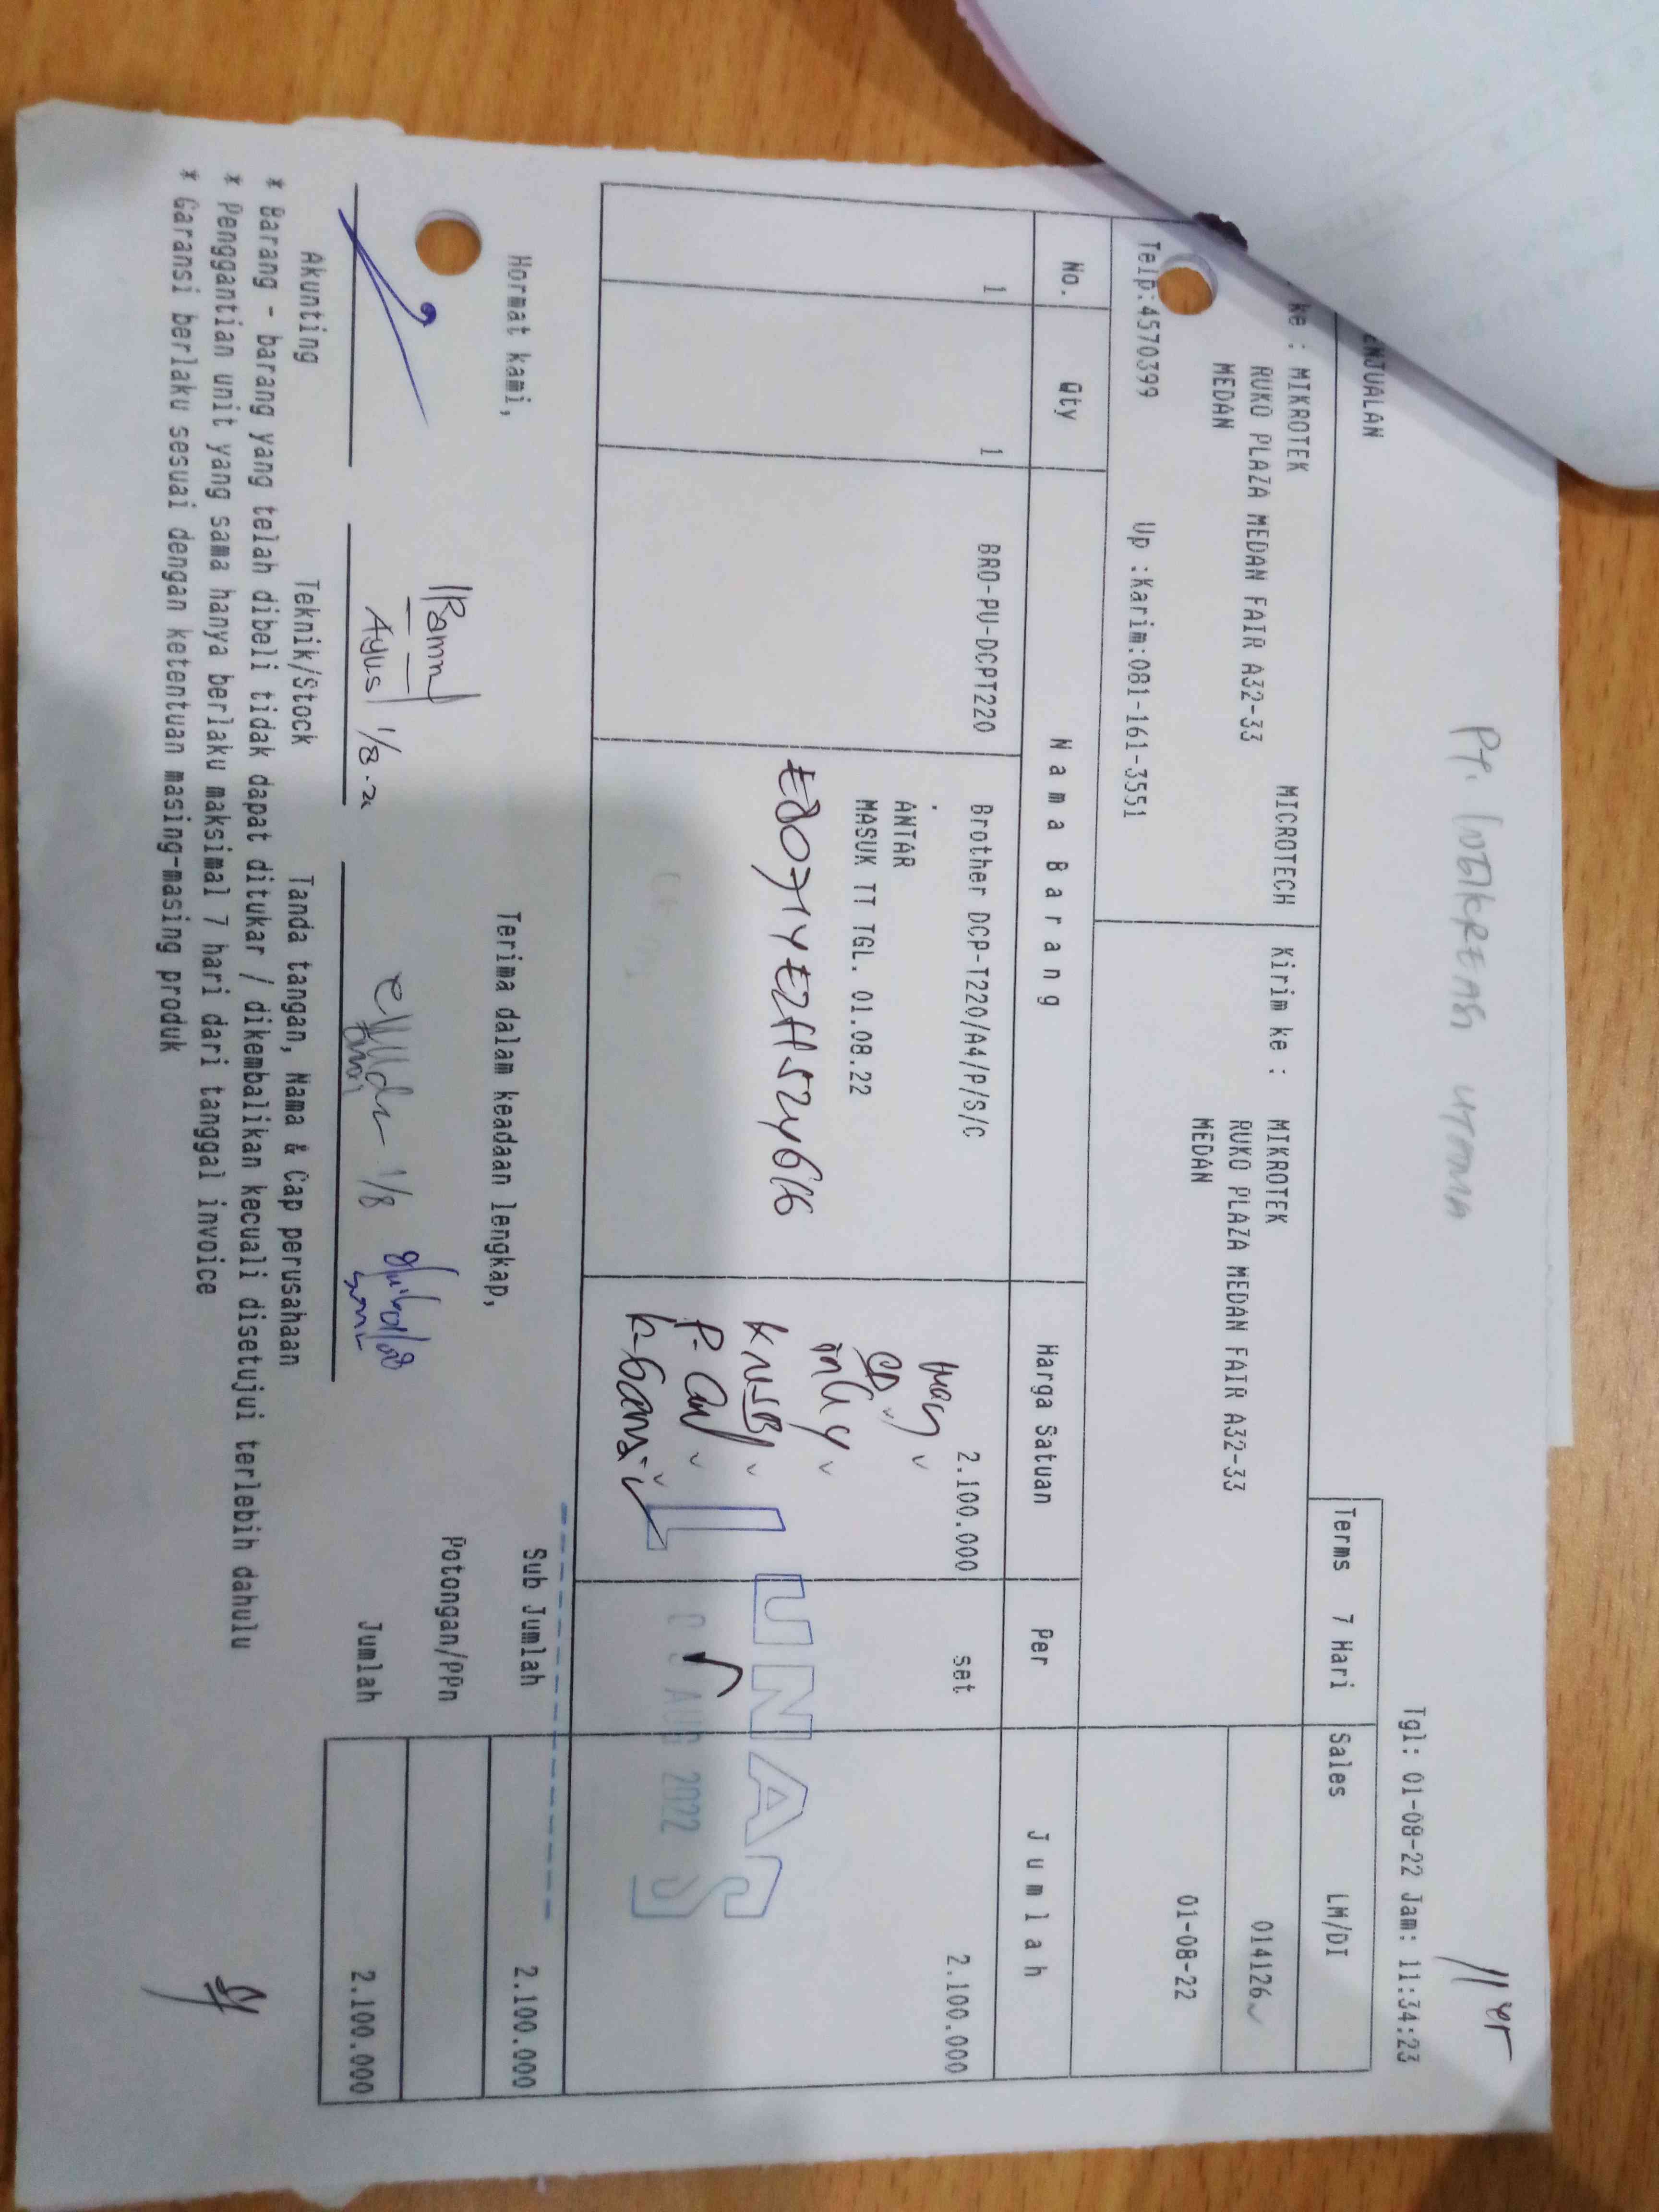 PT. INTIKREASI UTAMA
Tgl: 01-08-22 Jam: 11:34:23
ENJUALAN
Terms 7 Hari Sales LM/DI
ke : MIKROTEK MICROTECH
RUKO PLAZA MEDAN FAIR A32-33
MEDAN
Telp:4570399 Up :Karim:081-161-3551
Kirim ke : MIKROTEK
RUKO PLAZA MEDAN FAIR A32-33
MEDAN
014126
01-08-22
No. Qty Nama Barang Harga Satuan Per Jumlah
1 1 BRO-PU-DCPT220 Brother DCP-T220/A4/P/S/C 2.100.000 set 2.100.000
.
ANTAR
MASUK TT TGL. 01.08.22
LUNAS
AUG 2022
Hormat kami, Terima dalam keadaan lengkap,
Sub Jumlah 2.100.000
Potongan/PPn
Jumlah 2.100.000
Ayus 1/8-22
1/8
Akunting Teknik/Stock Tanda tangan, Nama & Cap perusahaan
* Barang - barang yang telah dibeli tidak dapat ditukar / dikembalikan kecuali disetujui terlebih dahulu
* Penggantian unit yang sama hanya berlaku maksimal 7 hari dari tanggal invoice
* Garansi berlaku sesuai dengan ketentuan masing-masing produk